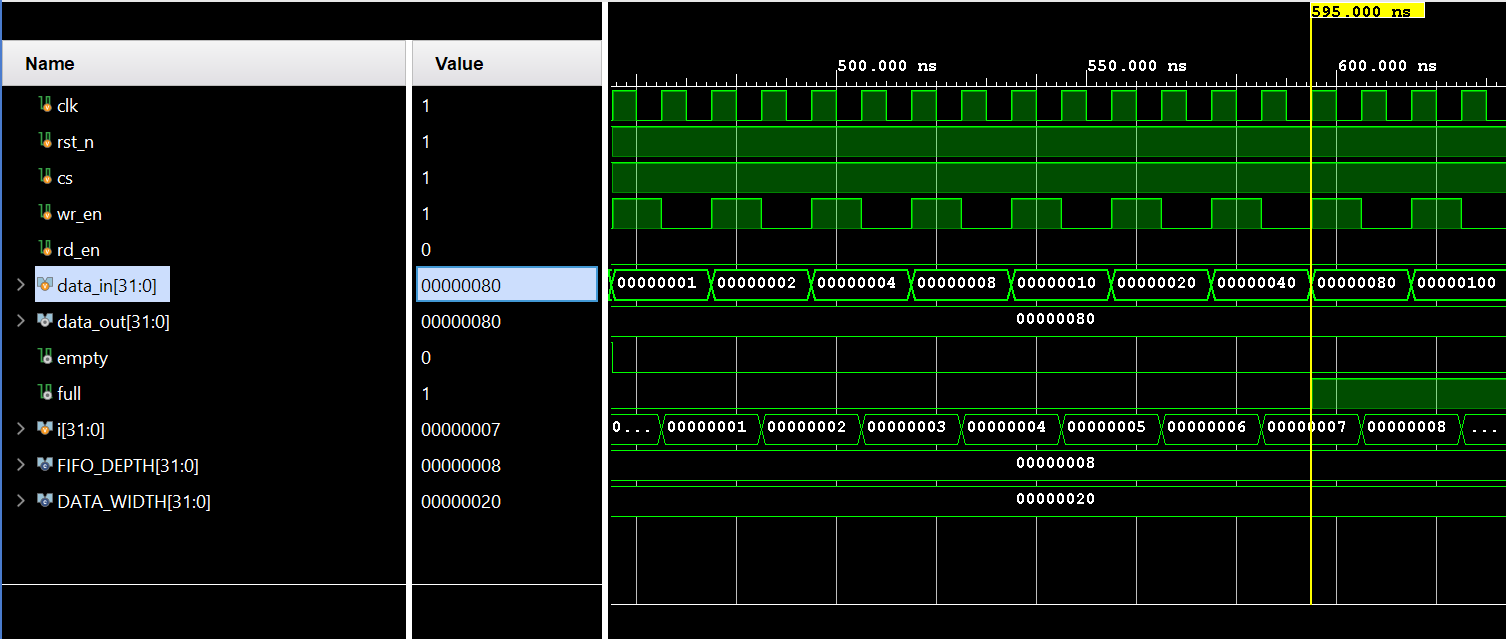 595.000 ns
Name Value 500.000 ns 550.000 ns 600.000 ns
clk 1
rst_n 1
cs 1
wr_en 1
rd_en 0
data_in[31:0] 00000080 00000001 00000002 00000004 00000008 00000010 00000020 00000040 00000080 00000100
data_out[31:0] 00000080 00000080
empty 0
full 1
i[31:0] 00000007 0... 00000001 00000002 00000003 00000004 00000005 00000006 00000007 00000008 ...
FIFO_DEPTH[31:0] 00000008 00000008
DATA_WIDTH[31:0] 00000020 00000020